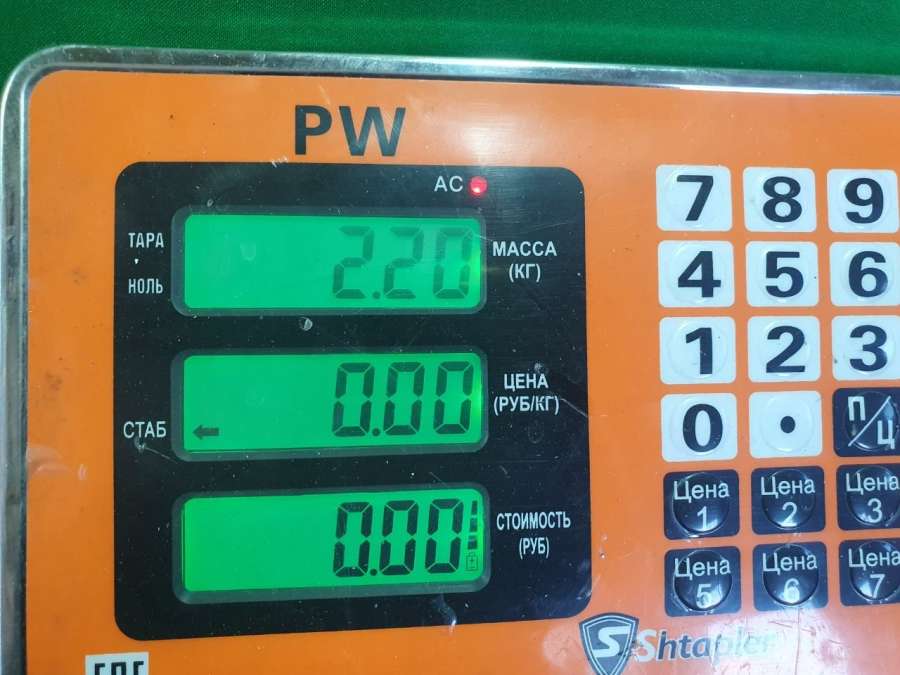 PW
AC
7 8 9
ТАРА
НОЛЬ
2.20
МАССА
(КГ)
4 5 6
1 2 3
СТАБ
0.00
ЦЕНА
(РУБ/КГ)
0 . П/Ц
Цена 1
Цена 2
Цена 3
0.00
СТОИМОСТЬ
(РУБ)
Цена 5
Цена 6
Цена 7
Shtapler